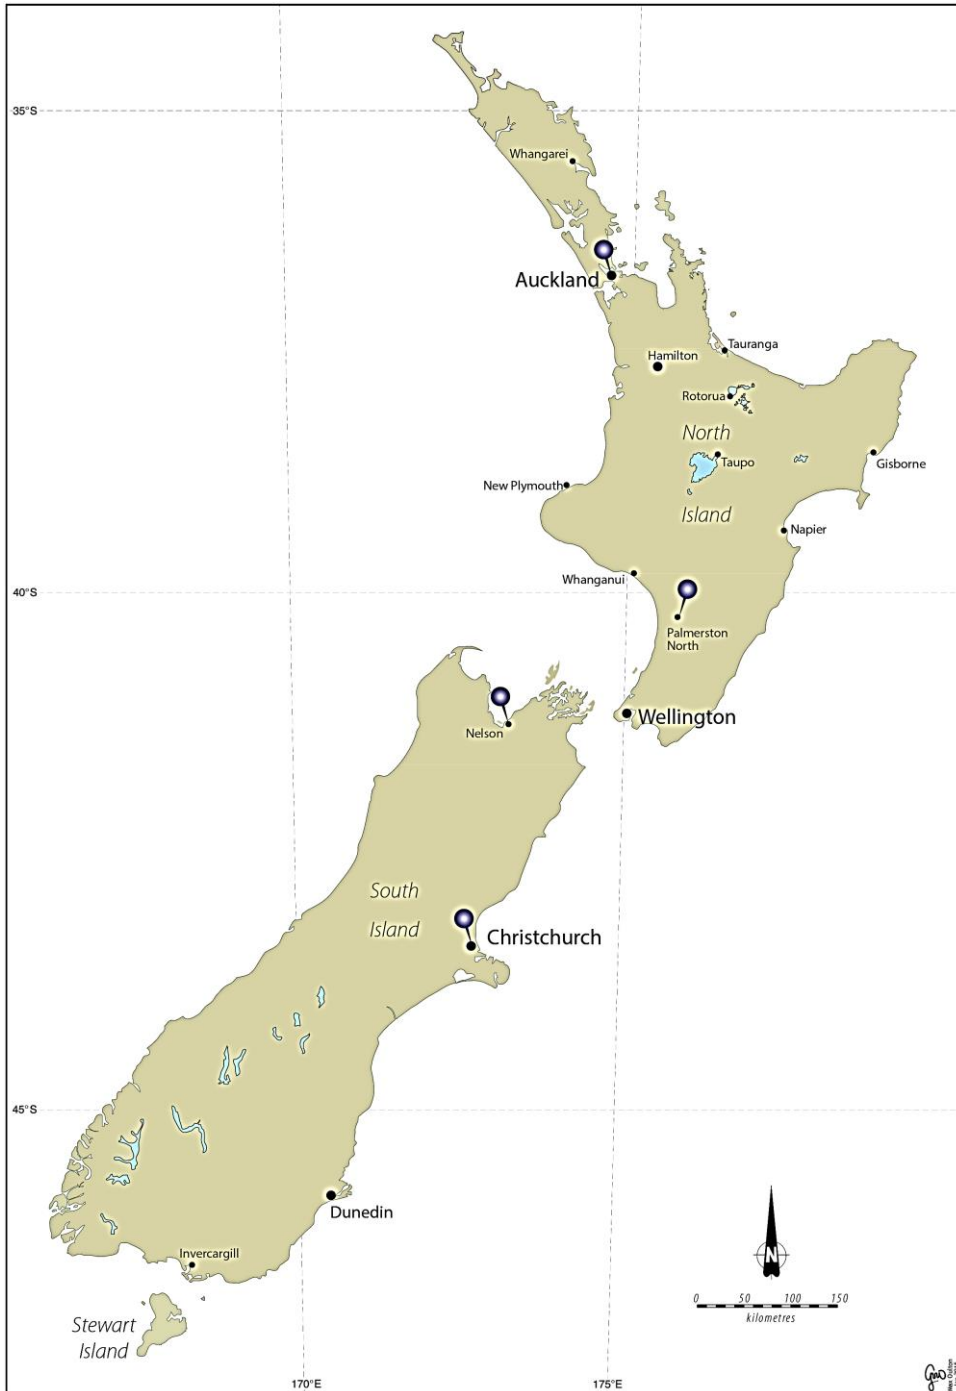 35°S
Whangarei
Auckland
Tauranga
Hamilton
Rotorua
North
Taupo
Gisborne
New Plymouth
Island
Napier
Whanganui
40°S
Palmerston
North
Wellington
Nelson
South
Island
Christchurch
45°S
Dunedin
Invercargill
Stewart
Island
N
0 50 100 150
kilometres
170°E
175°E